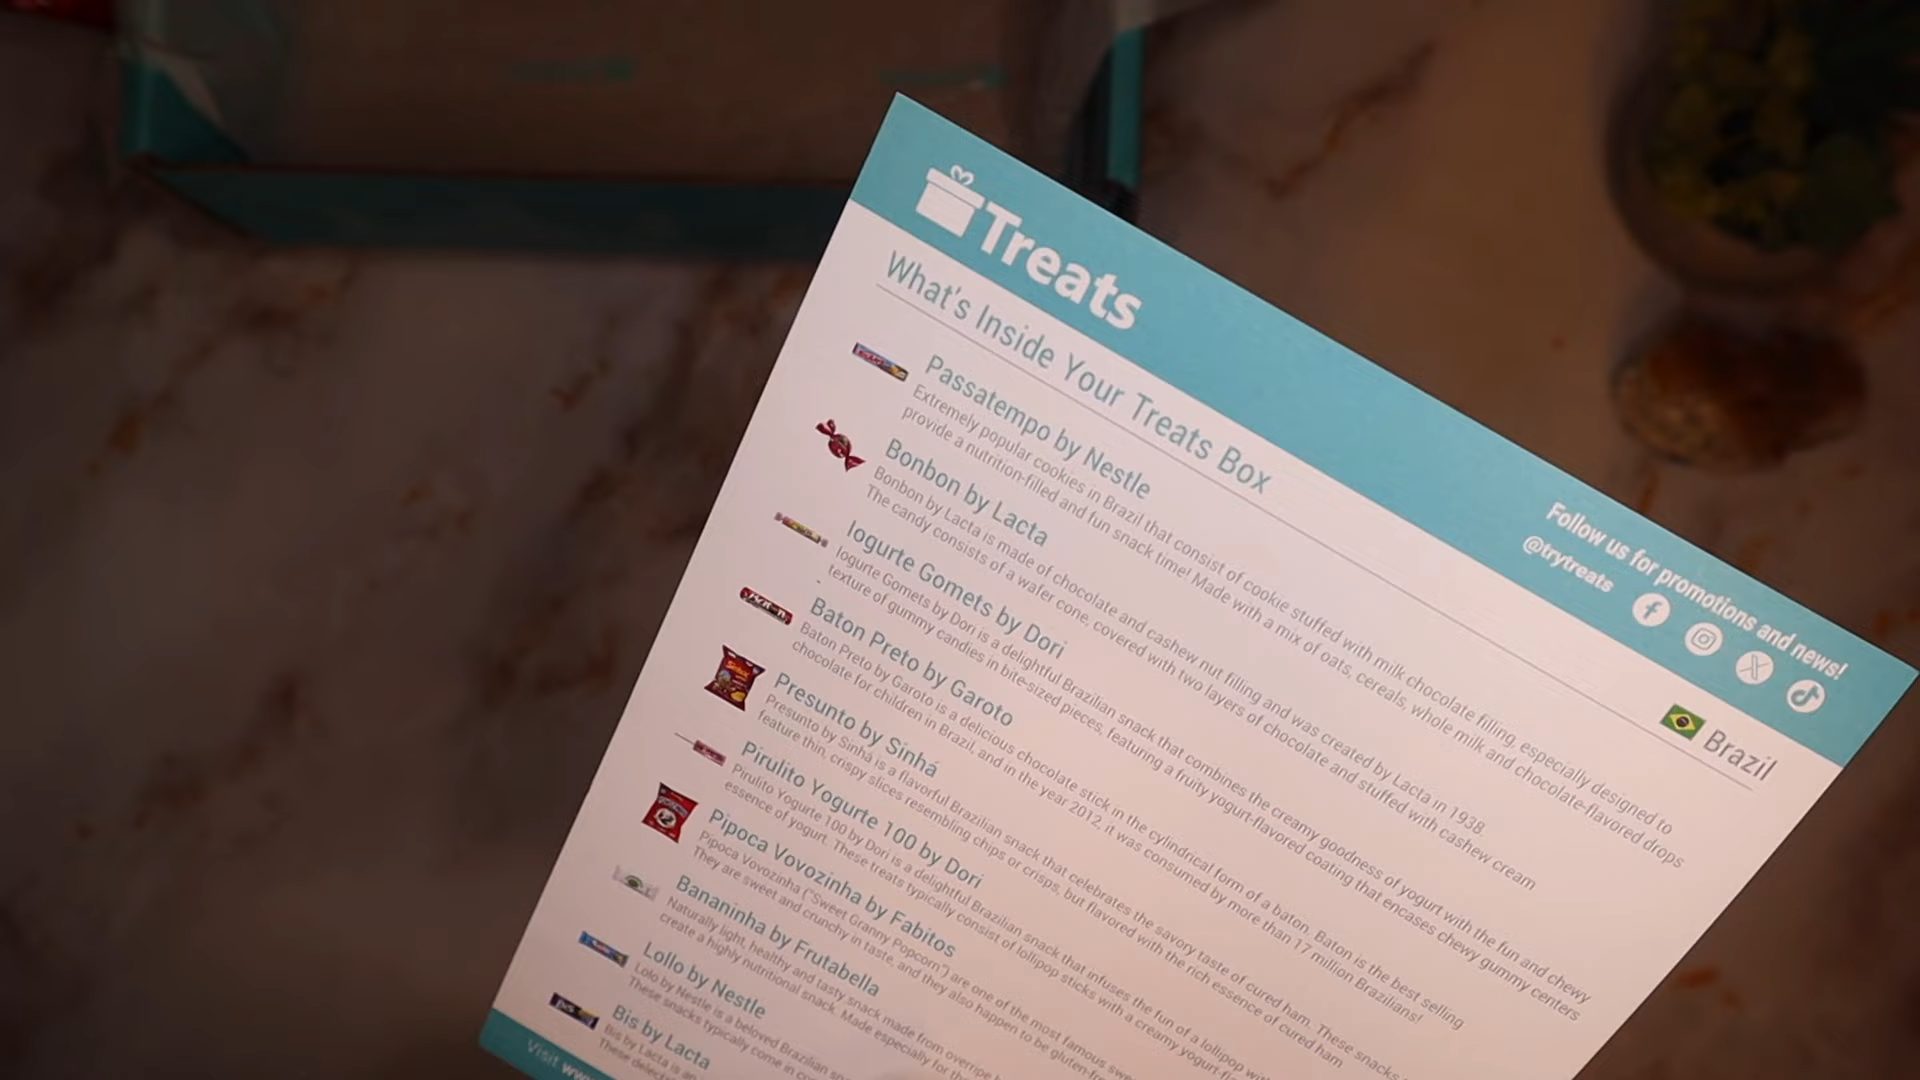 Treats
Follow us for promotions and news!
@trytreats
What's Inside Your Treats Box
Brazil
Passatempo by Nestle
Extremely popular cookies in Brazil that consist of cookie stuffed with milk chocolate filling, especially designed to
provide a nutrition-filled and fun snack time! Made with a mix of oats, cereals, whole milk and chocolate-flavored drops
Bonbon by Lacta
Bonbon by Lacta is made of chocolate and cashew nut filling and was created by Lacta in 1938.
The candy consists of a wafer cone, covered with two layers of chocolate and stuffed with cashew cream
Iogurte Gomets by Dori
Iogurte Gomets by Dori is a delightful Brazilian snack that combines the creamy goodness of yogurt with the fun and chewy
texture of gummy candies in bite-sized pieces, featuring a fruity yogurt-flavored coating that encases chewy gummy centers
Baton Preto by Garoto
Baton Preto by Garoto is a delicious chocolate stick in the cylindrical form of a baton. Baton is the best selling
chocolate for children in Brazil, and in the year 2012, it was consumed by more than 17 million Brazilians!
Presunto by Sinhá
Presunto by Sinhá is a flavorful Brazilian snack that celebrates the savory taste of cured ham. These snacks
feature thin, crispy slices resembling chips or crisps, but flavored with the rich essence of cured ham
Pirulito Yogurte 100 by Dori
Pirulito Yogurte 100 by Dori is a delightful Brazilian snack that infuses the fun of a lollipop with
essence of yogurt. These treats typically consist of lollipop sticks with a creamy yogurt-fl
Pipoca Vovozinha by Fabitos
Pipoca Vovozinha ("Sweet Granny Popcorn") are one of the most famous swe
They are sweet and crunchy in taste, and they also happen to be gluten-fr
Bananinha by Frutabella
Naturally light, healthy and tasty snack made from overripe
create a highly nutritional snack. Made especially for the
Lollo by Nestle
Lolo by Nestle is a beloved Brazilian
These snacks typically come in
Bis by Lacta
Bis by Lacta is an
These
Visit www.